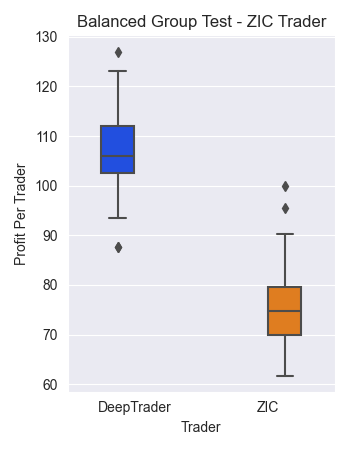 Balanced Group Test - ZIC Trader
Profit Per Trader
130
120
110
100
90
80
70
60
DeepTrader
ZIC
Trader